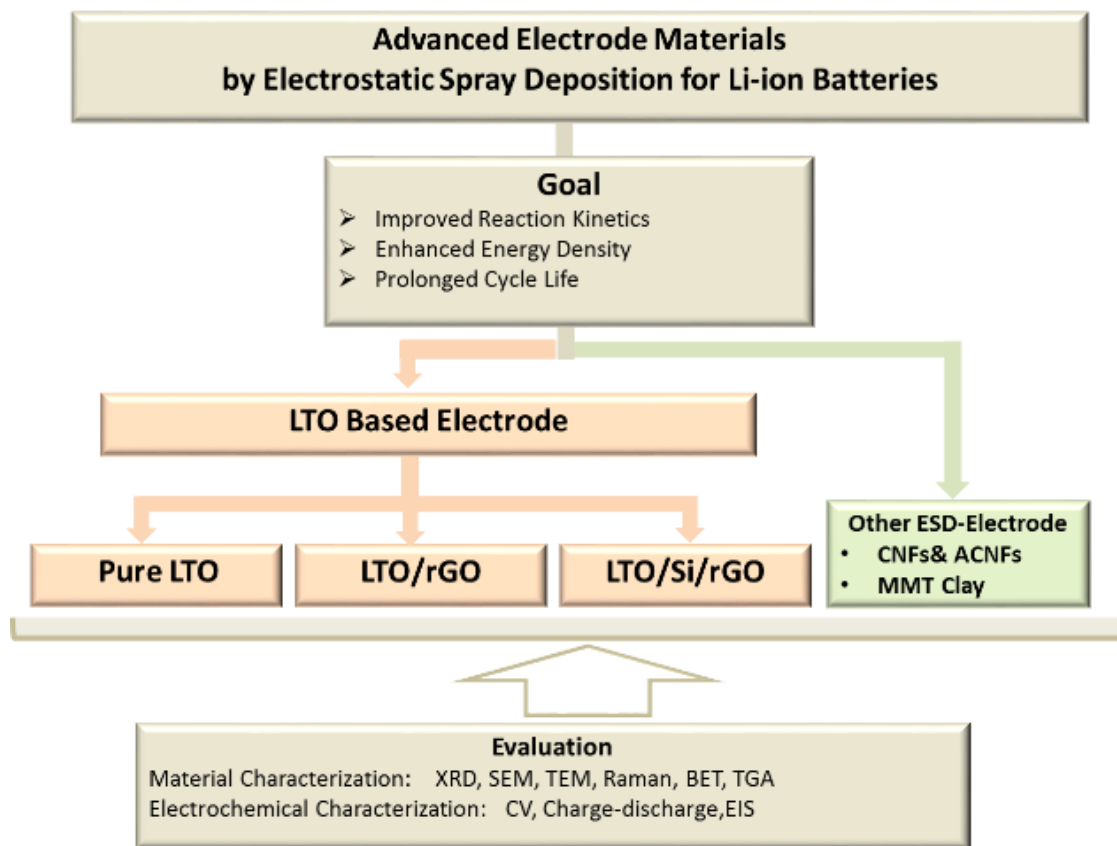 Advanced Electrode Materials
by Electrostatic Spray Deposition for Li-ion Batteries
Goal
➢ Improved Reaction Kinetics
➢ Enhanced Energy Density
➢ Prolonged Cycle Life
LTO Based Electrode
Pure LTO
LTO/rGO
LTO/Si/rGO
Other ESD-Electrode
• CNFs& ACNFs
• MMT Clay
Evaluation
Material Characterization: XRD, SEM, TEM, Raman, BET, TGA
Electrochemical Characterization: CV, Charge-discharge,EIS